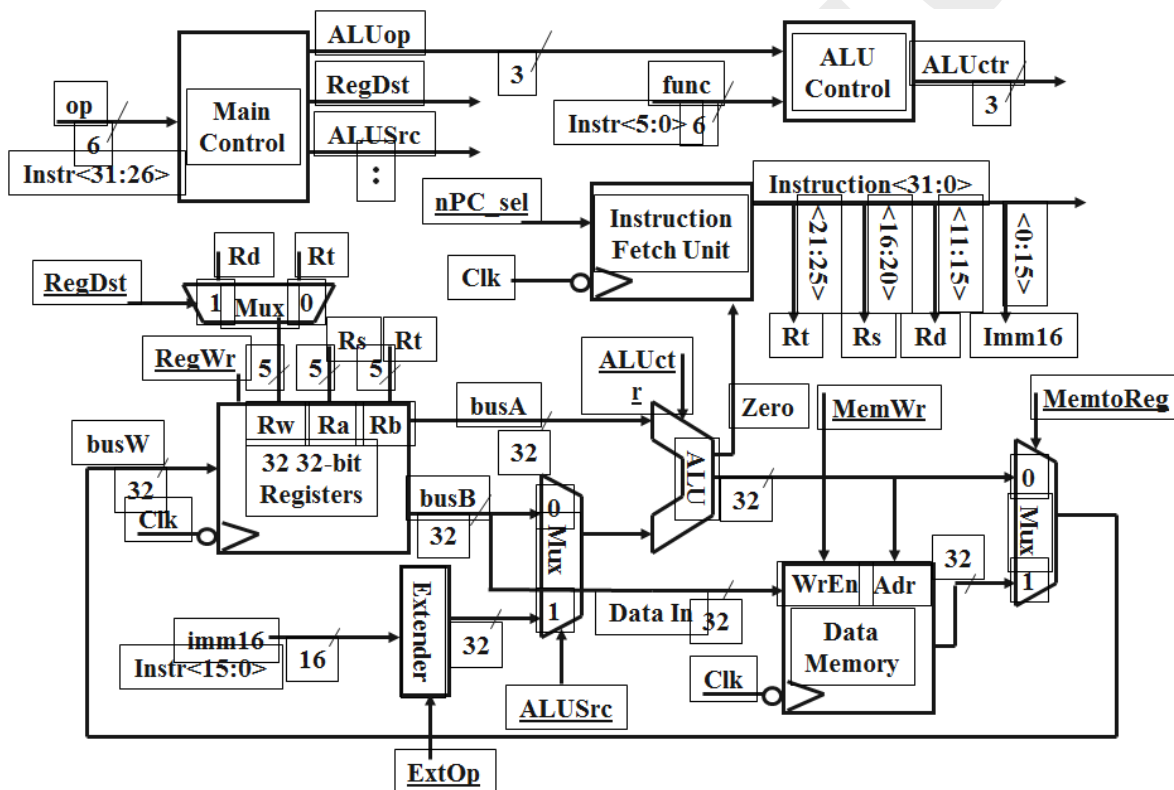 ALUop
3
RegDst
ALUSrc
:
op
6
Instr<31:26>
Main
Control
func
Instr<5:0>
6
ALU
Control
ALUctr
3
nPC_sel
Clk
Instruction
Fetch Unit
Instruction<31:0>
<21:25>
<16:20>
<11:15>
<0:15>
Rt
Rs
Rd
Imm16
Rd
Rt
RegDst
1
Mux
0
RegWr
5
5
5
Rs
Rt
busW
32
Clk
Rw
Ra
Rb
32 32-bit
Registers
busA
32
busB
32
0
Mux
1
ALUct
r
ALU
Zero
32
MemWr
MemtoReg
0
Mux
1
32
WrEn
Adr
Data
Memory
Data In
32
Clk
imm16
Instr<15:0>
16
Extender
32
ALUSrc
ExtOp